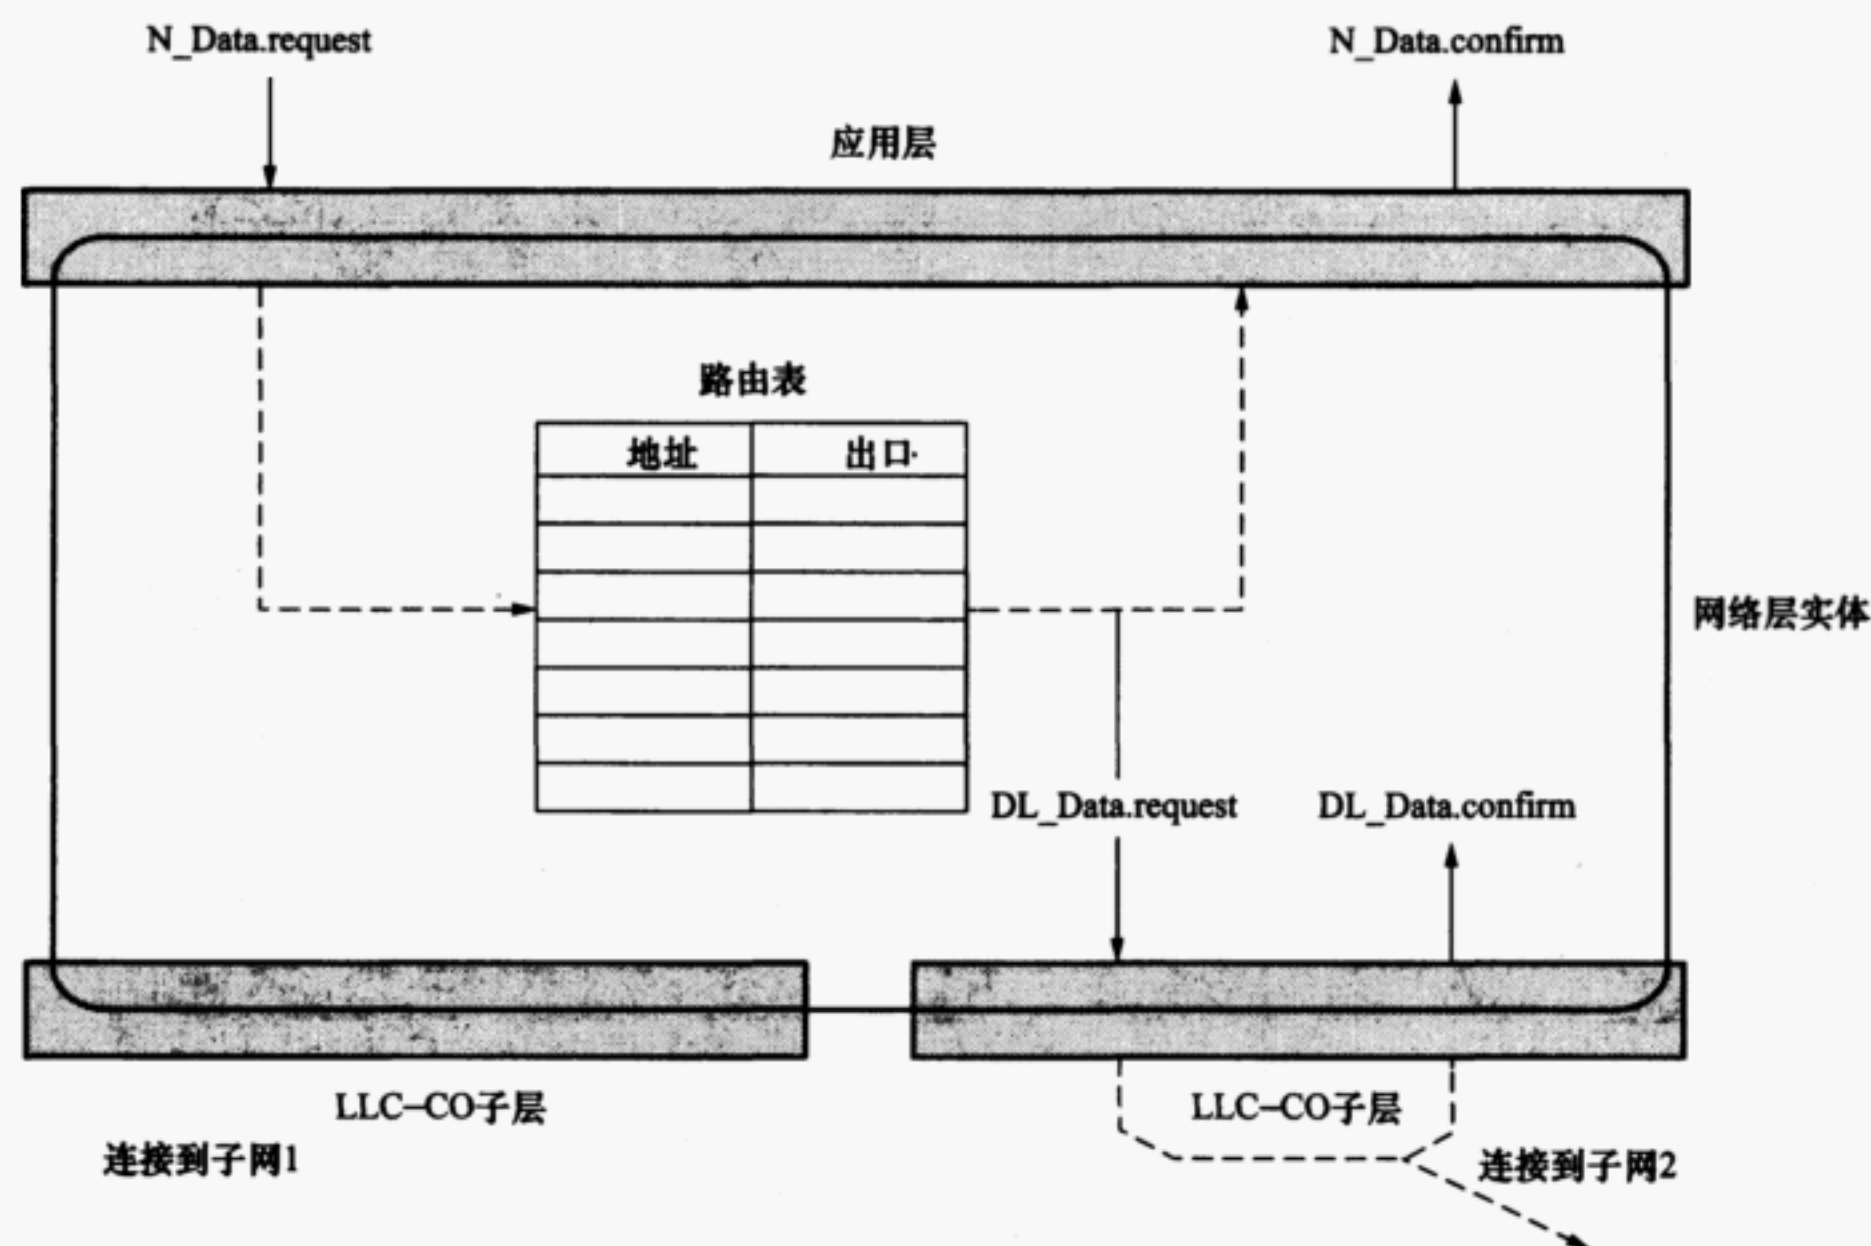 N_Data.request
N_Data.confirm
应用层
路由表
地址
出口
网络层实体
DL_Data.request
DL_Data.confirm
LLC-CO子层
LLC-CO子层
连接到子网1
连接到子网2